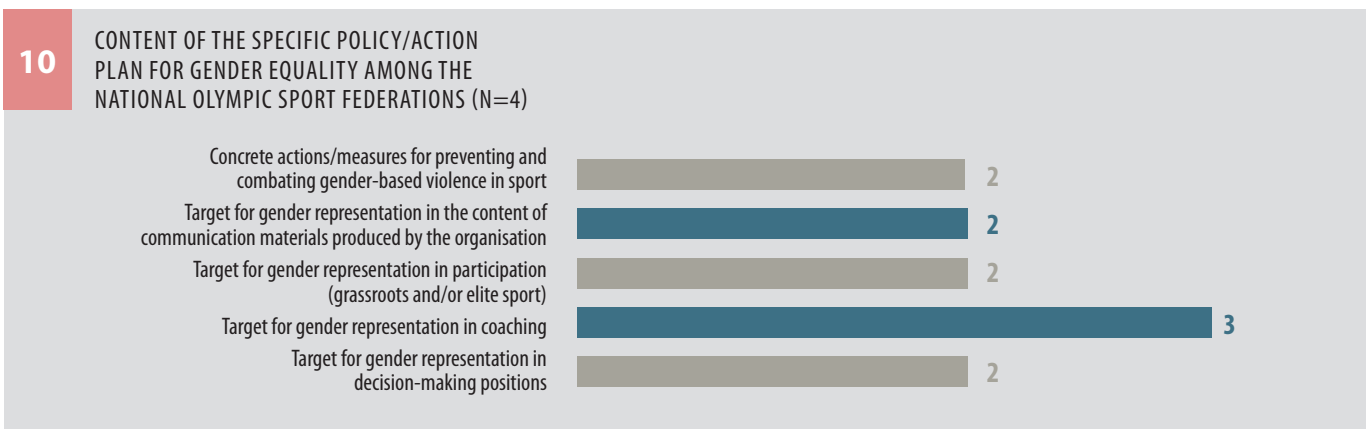 10
CONTENT OF THE SPECIFIC POLICY/ACTION
PLAN FOR GENDER EQUALITY AMONG THE
NATIONAL OLYMPIC SPORT FEDERATIONS (N=4)
Concrete actions/measures for preventing and
combating gender-based violence in sport
2
Target for gender representation in the content of
communication materials produced by the organisation
2
Target for gender representation in participation
(grassroots and/or elite sport)
2
Target for gender representation in coaching
3
Target for gender representation in
decision-making positions
2